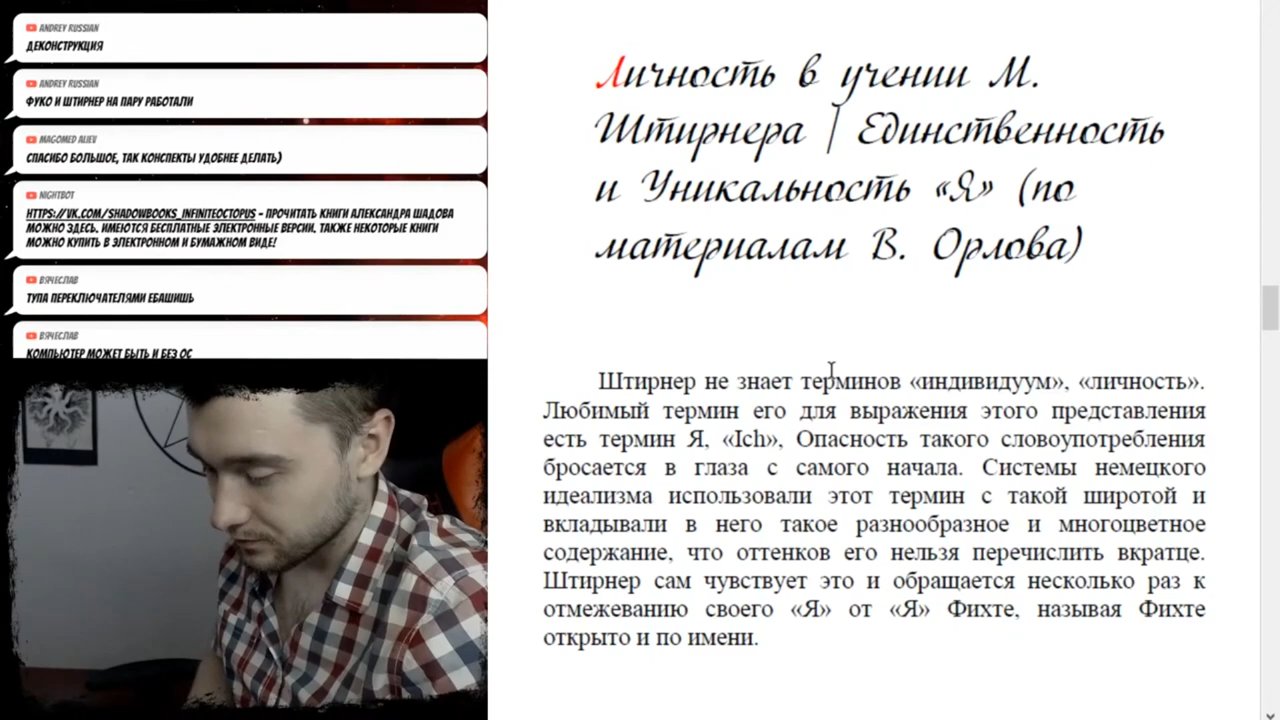 ANDREY RUSSIAN
ДЕКОНСТРУКЦИЯ
ANDREY RUSSIAN
ФУКО И ШТИРНЕР НА ПАРУ РАБОТАЛИ
MAGOMED ALIEV
СПАСИБО БОЛЬШОЕ, ТАК КОНСПЕКТЫ УДОБНЕЕ ДЕЛАТЬ)
NIGHTBOT
HTTPS://VK.COM/SHADOWBOOKS_INFINITEOCTOPUS - ПРОЧИТАТЬ КНИГИ АЛЕКСАНДРА ШАДОВА
МОЖНО ЗДЕСЬ. ИМЕЮТСЯ БЕСПЛАТНЫЕ ЭЛЕКТРОННЫЕ ВЕРСИИ. ТАКЖЕ НЕКОТОРЫЕ КНИГИ
МОЖНО КУПИТЬ В ЭЛЕКТРОННОМ И БУМАЖНОМ ВИДЕ!
ВЯЧЕСЛАВ
ТУПА ПЕРЕКЛЮЧАТЕЛЯМИ ЕБАШИШЬ
ВЯЧЕСЛАВ
КОМПЬЮТЕР МОЖЕТ БЫТЬ И БЕЗ ОС
Личность в учении М.
Штирнера | Единственность
и Уникальность «Я» (по
материалам В. Орлова)
Штирнер не знает терминов «индивидуум», «личность».
Любимый термин его для выражения этого представления
есть термин Я, «Ich», Опасность такого словоупотребления
бросается в глаза с самого начала. Системы немецкого
идеализма использовали этот термин с такой широтой и
вкладывали в него такое разнообразное и многоцветное
содержание, что оттенков его нельзя перечислить вкратце.
Штирнер сам чувствует это и обращается несколько раз к
отмежеванию своего «Я» от «Я» Фихте, называя Фихте
открыто и по имени.